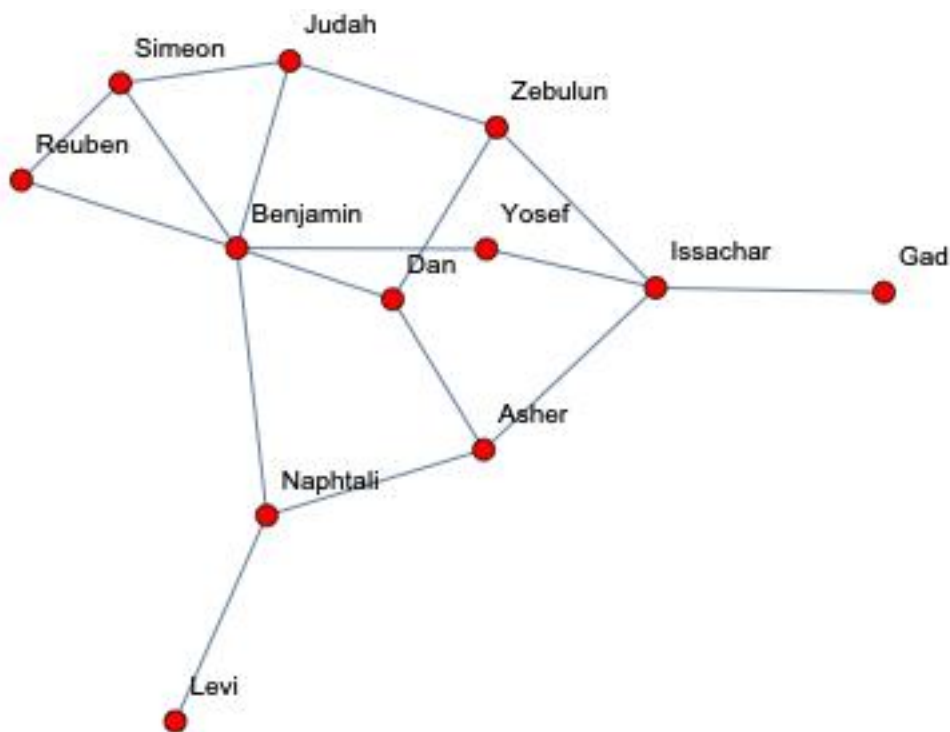 Judah
Simeon
Zebulun
Reuben
Benjamin
Yosef
Issachar
Gad
Dan
Asher
Naphtali
Levi